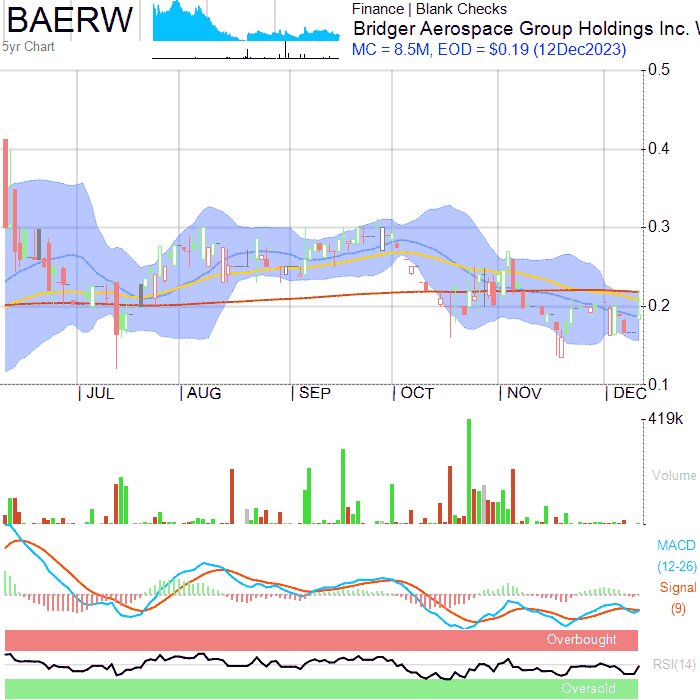 BAERW
5yr Chart
Finance | Blank Checks
Bridger Aerospace Group Holdings Inc. W
MC = 8.5M, EOD = $0.19 (12Dec2023)
0.5
0.4
0.3
0.2
0.1
JUL AUG SEP OCT NOV DEC
419k
Volume
MACD
(12-26)
Signal
(9)
Overbought
RSI(14)
Oversold